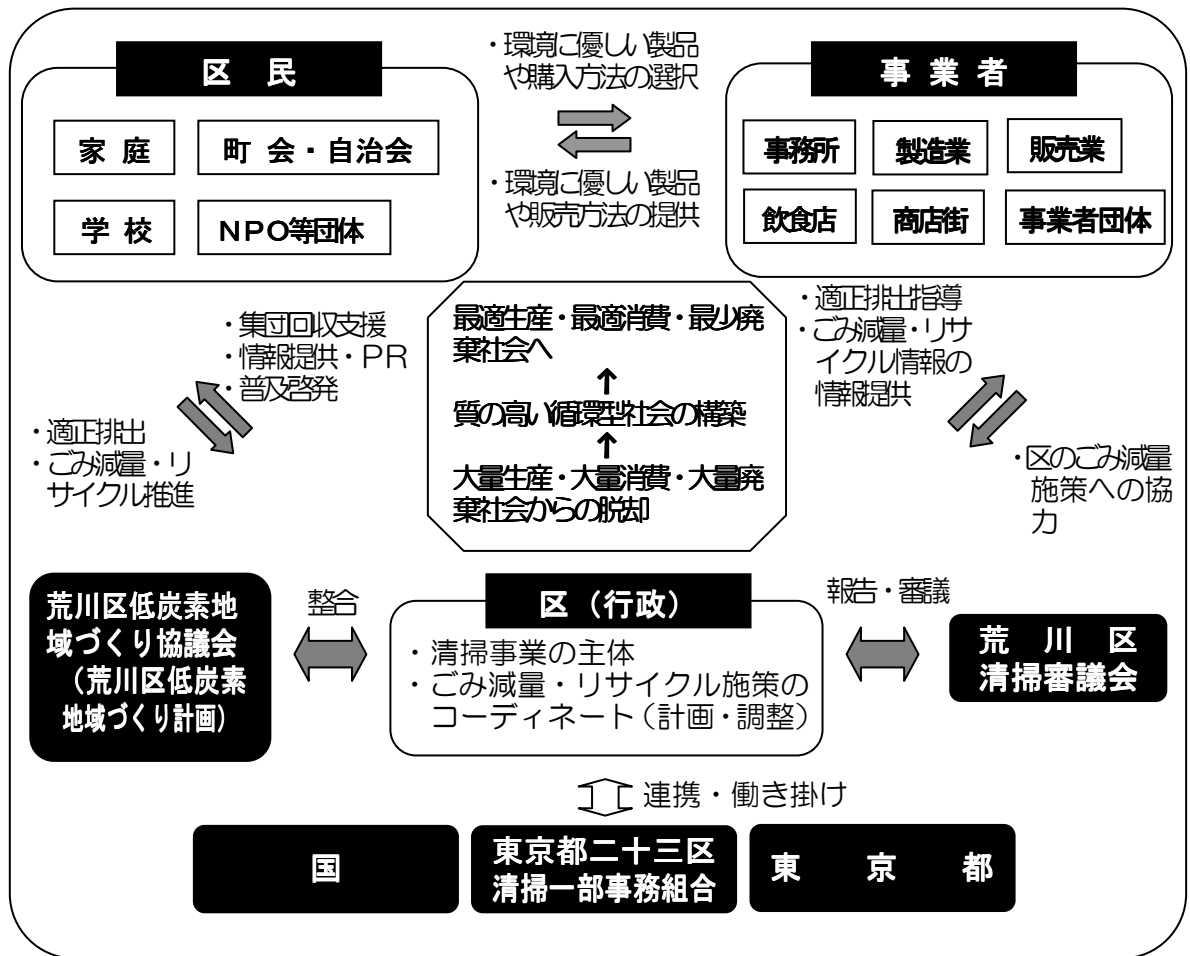 区 民
家 庭
町 会・自治会
学 校
NPO等団体
・環境に優しい製品
や購入方法の選択
・環境に優しい製品
や販売方法の提供
事 業 者
事務所
製造業
販売業
飲食店
商店街
事業者団体
・集団回収支援
・情報提供・PR
・普及啓発
・適正排出
・ごみ減量・リ
サイクル推進
最適生産・最適消費・最少廃
棄社会へ
↑
質の高い循環型社会の構築
↑
大量生産・大量消費・大量廃
棄社会からの脱却
・適正排出指導
・ごみ減量・リサ
イクル情報の
情報提供
・区のごみ減量
施策への協
力
荒川区低炭素地
域づくり協議会
(荒川区低炭素
地域づくり計画)
整合
区(行政)
・清掃事業の主体
・ごみ減量・リサイクル施策の
コーディネート(計画・調整)
報告・審議
荒 川 区
清掃審議会
連携・働き掛け
国
東京都二十三区
清掃一部事務組合
東 京 都